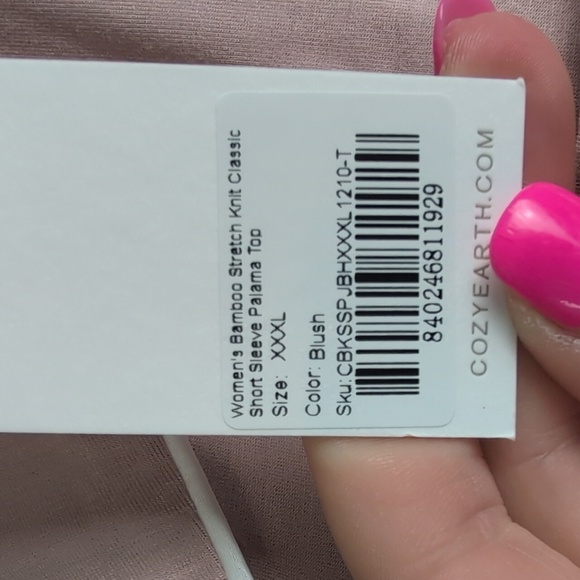 Women's Bamboo Stretch Knit Classic
Short Sleeve Pajama Top
Size: XXXL
Color: Blush
Sku:CBKSSPJBHXXXL1210-T
840246811929
COZYEARTH.COM